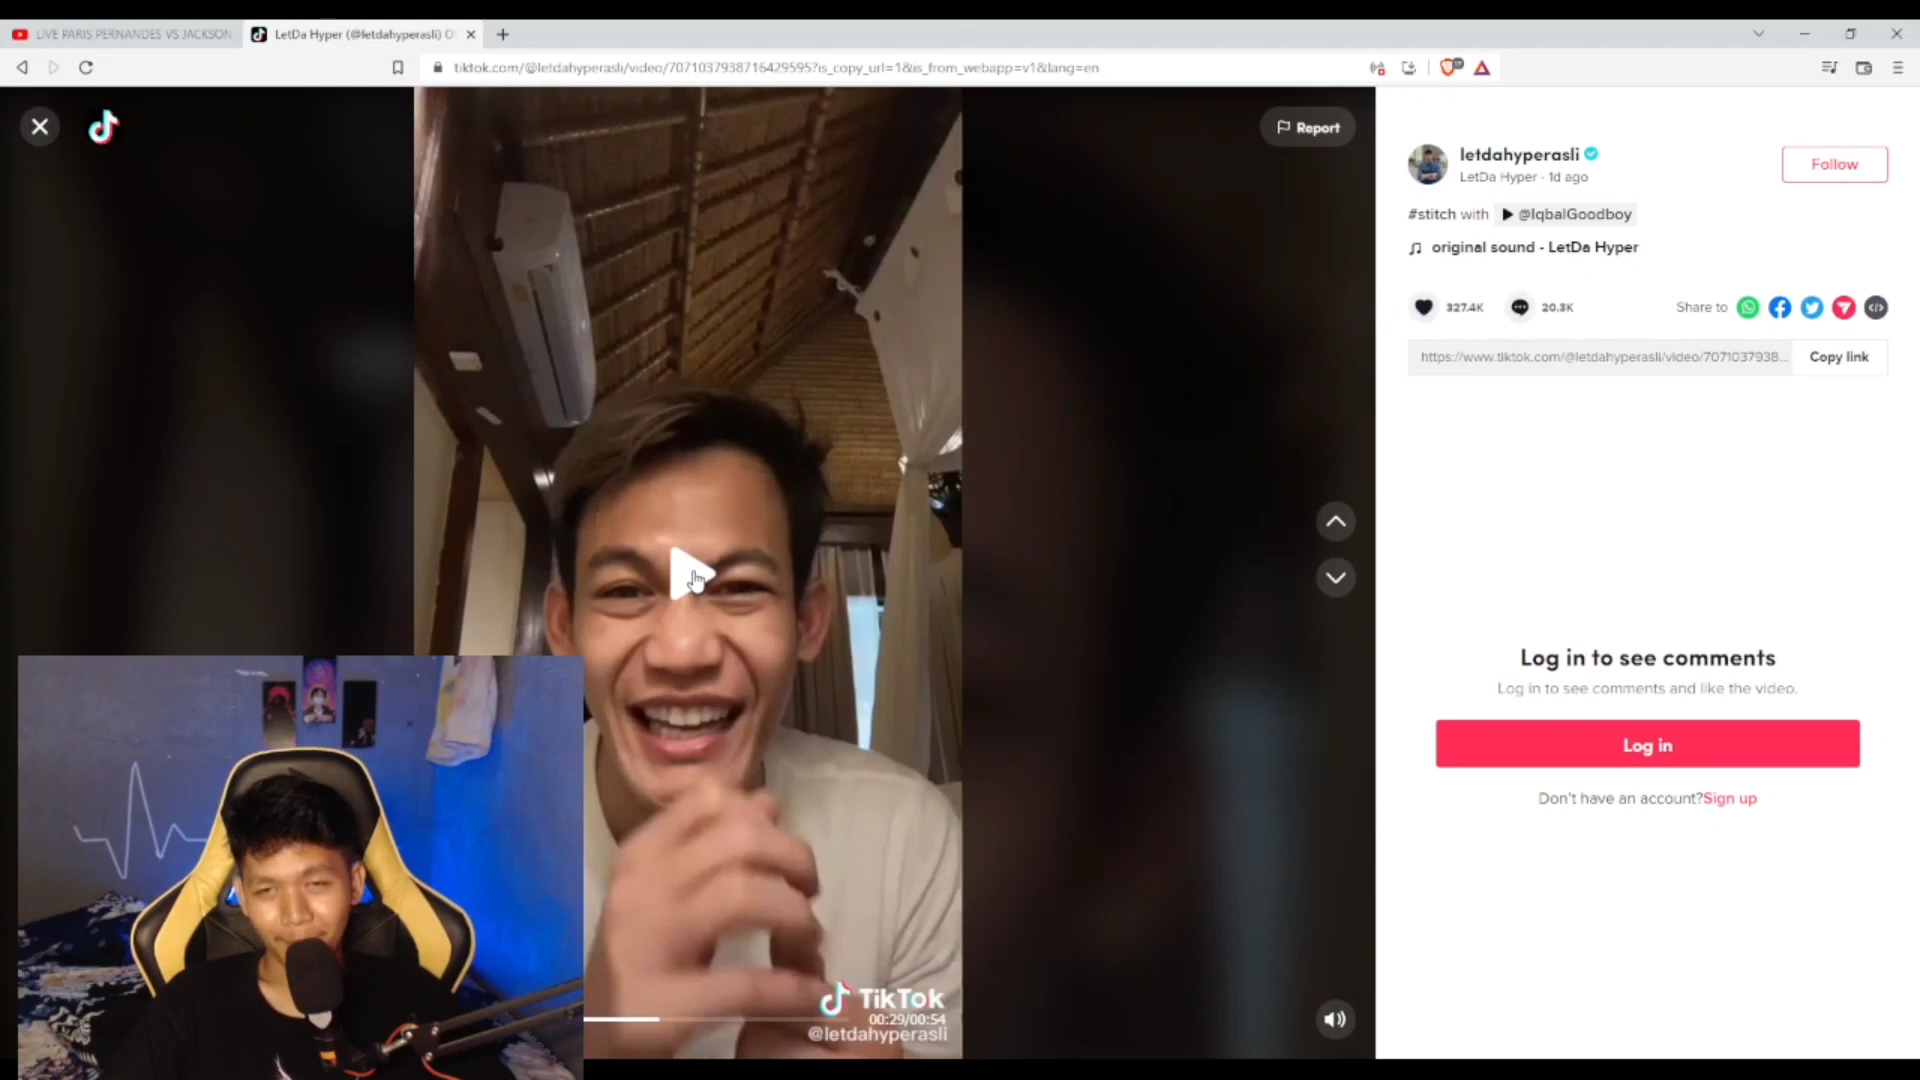 LIVE PARIS PERNANDES VS JACKSON
LetDa Hyper (@letdahyperasli) O
tiktok.com/@letdahyperasli/video/7071037938716429595?is_copy_url=1&is_from_webapp=v1&lang=en
Report
letdahyperasli
LetDa Hyper · 1d ago
Follow
#stitch with ▶ @IqbalGoodboy
original sound - LetDa Hyper
327.4K
20.3K
Share to
https://www.tiktok.com/@letdahyperasli/video/7071037938...
Copy link
Log in to see comments
Log in to see comments and like the video.
Log in
Don't have an account?Sign up
TikTok
00:29/00:54
@letdahyperasli